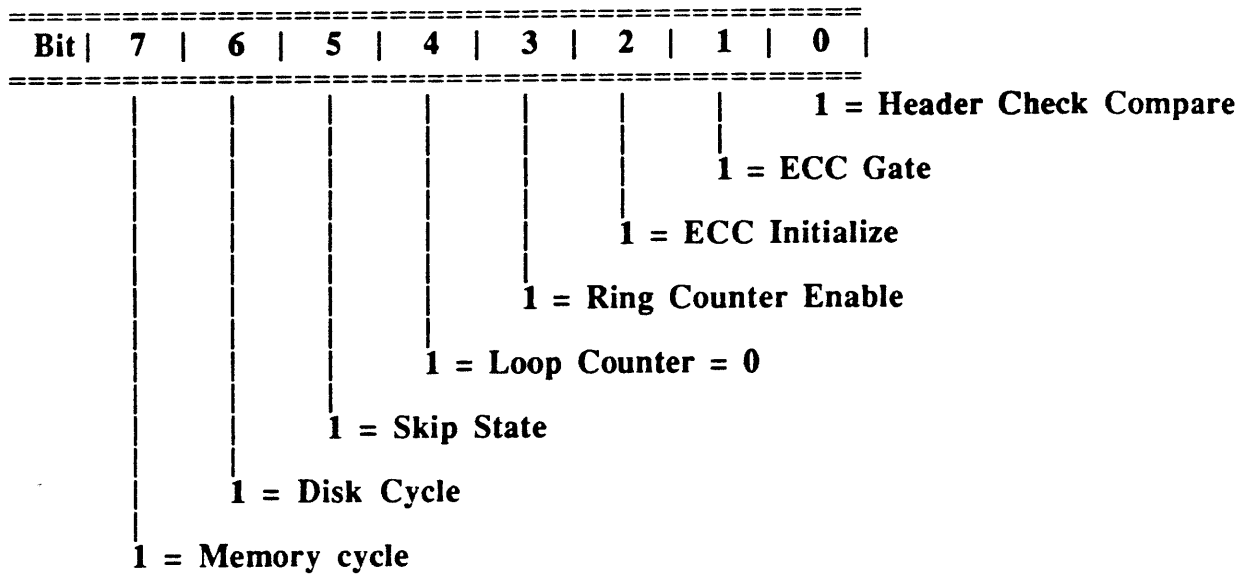 Bit| 7 | 6 | 5 | 4 | 3 | 2 | 1 | 0 |
1 = Header Check Compare
1 = ECC Gate
1 = ECC Initialize
1 = Ring Counter Enable
1 = Loop Counter = 0
1 = Skip State
1 = Disk Cycle
1 = Memory cycle